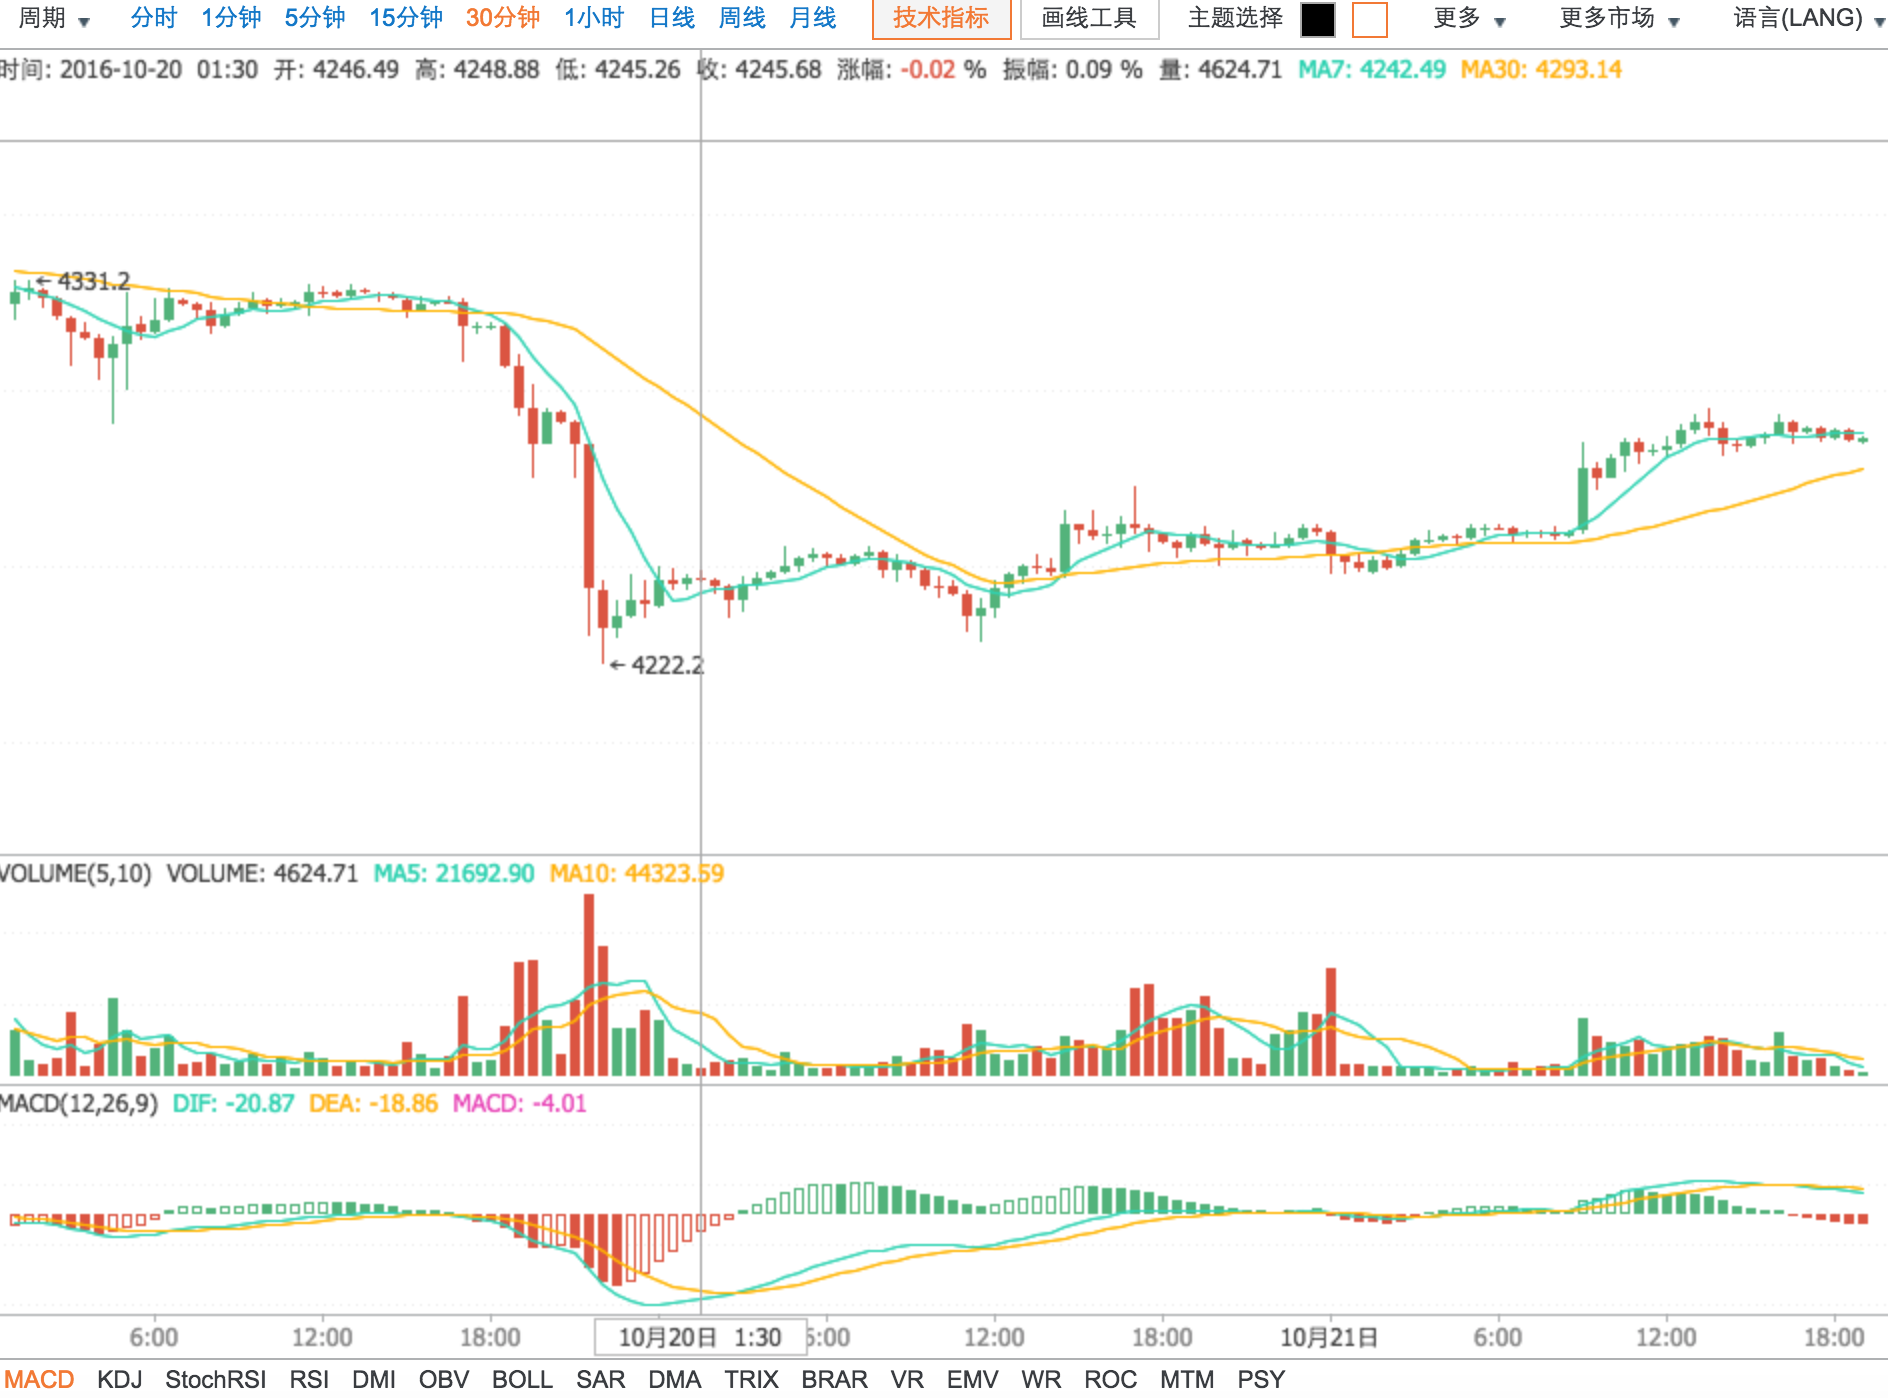 周期 分时 1分钟 5分钟 15分钟 30分钟 1小时 日线 周线 月线 技术指标 画线工具 主题选择 更多 更多市场 语言(LANG)
时间: 2016-10-20 01:30 开: 4246.49 高: 4248.88 低: 4245.26 收: 4245.68 涨幅: -0.02 % 振幅: 0.09 % 量: 4624.71 MA7: 4242.49 MA30: 4293.14
←4331.2
←4222.2
VOLUME(5,10) VOLUME: 4624.71 MA5: 21692.90 MA10: 44323.59
MACD(12,26,9) DIF: -20.87 DEA: -18.86 MACD: -4.01
6:00 12:00 18:00 10月20日 1:30 6:00 12:00 18:00 10月21日 6:00 12:00 18:00
MACD KDJ StochRSI RSI DMI OBV BOLL SAR DMA TRIX BRAR VR EMV WR ROC MTM PSY